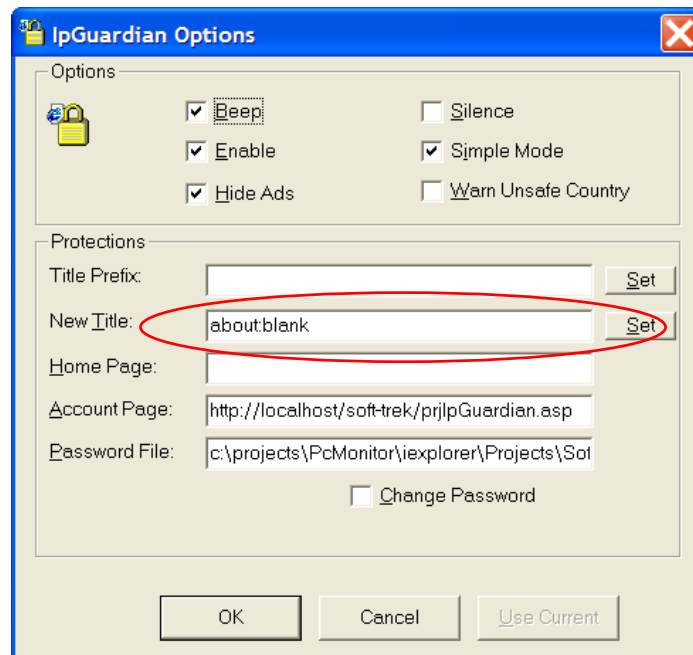 IpGuardian Options
Options
Beep
Silence
Enable
Simple Mode
Hide Ads
Warn Unsafe Country
Protections
Title Prefix:
Set
New Title:
about:blank
Set
Home Page:
Account Page:
http://localhost/soft-trek/prjIpGuardian.asp
Password File:
c:\projects\PcMonitor\iexplorer\Projects\Sof
Change Password
OK
Cancel
Use Current